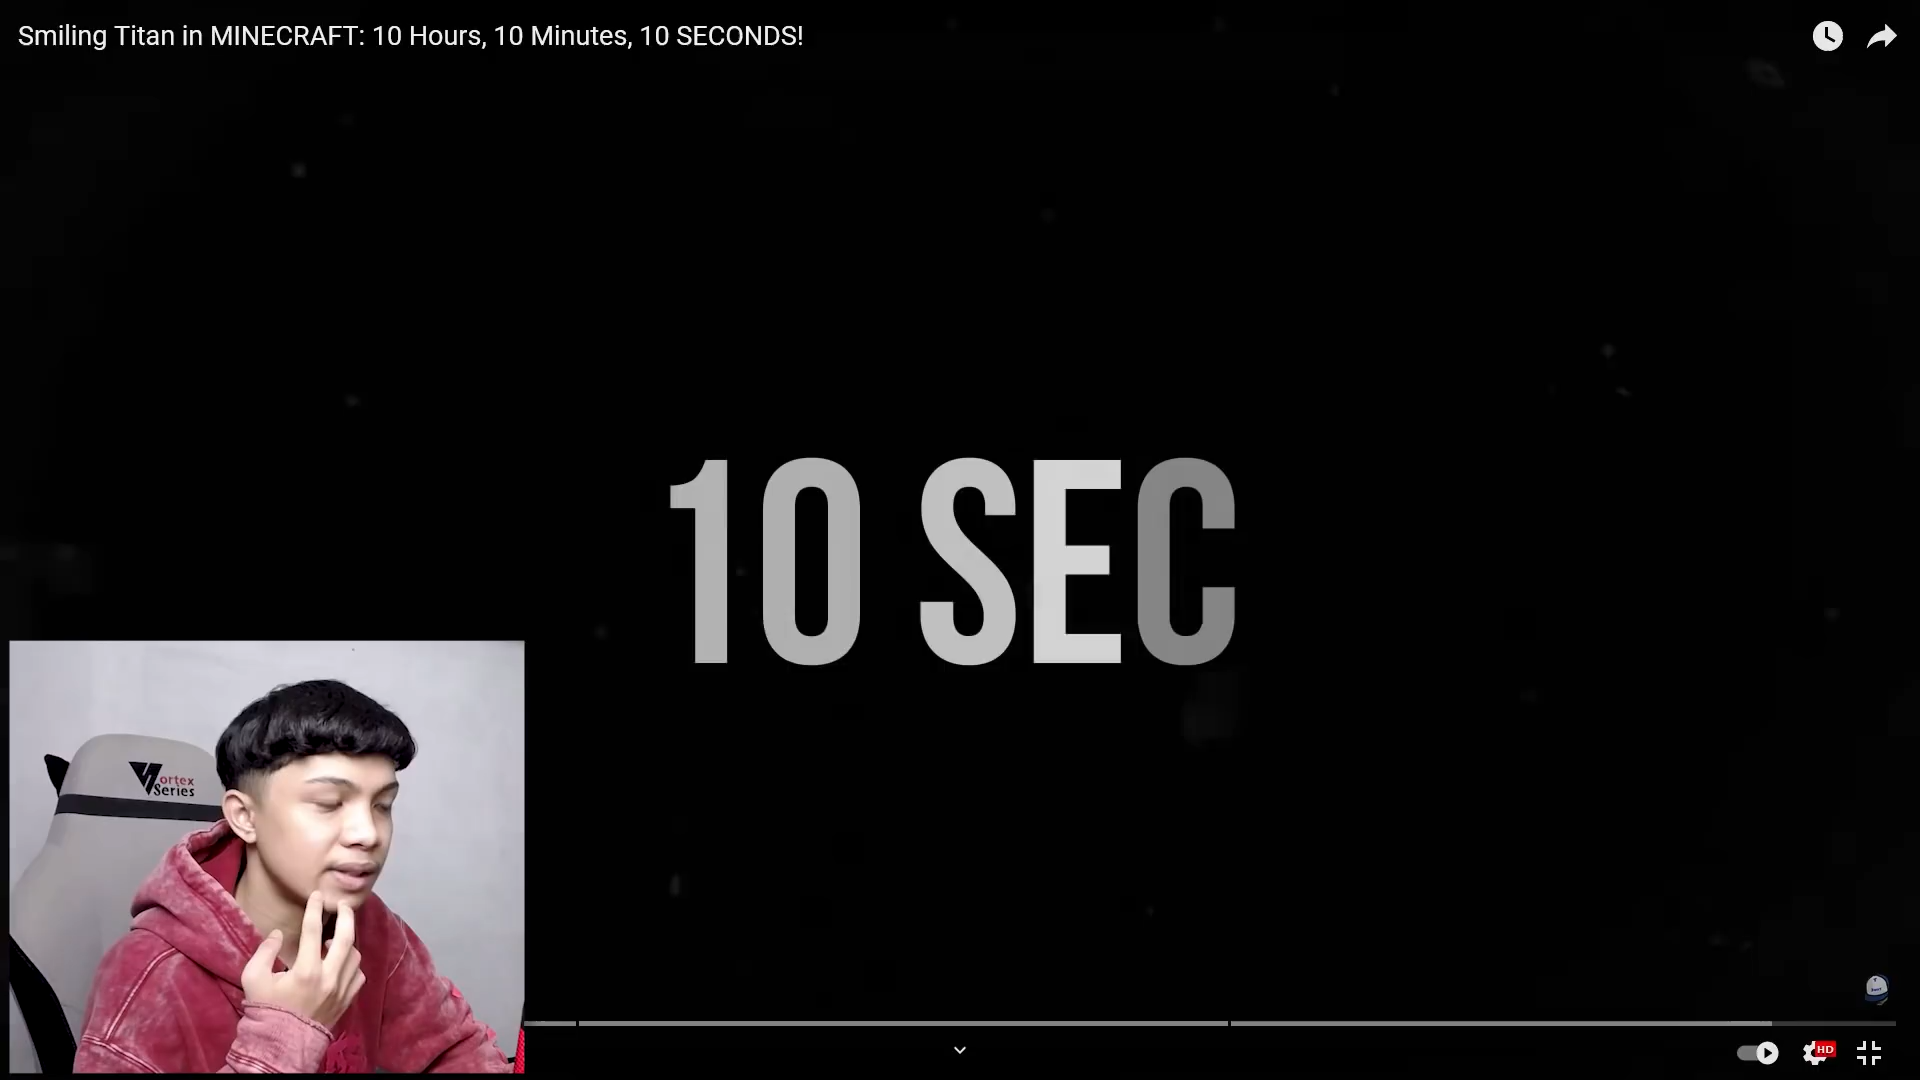 Smiling Titan in MINECRAFT: 10 Hours, 10 Minutes, 10 SECONDS!
10 SEC
Vortex
Series
HD